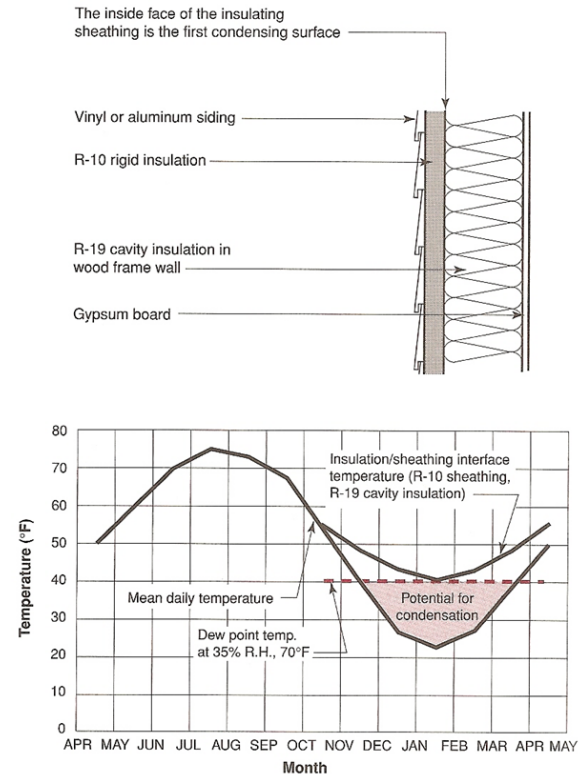 The inside face of the insulating
sheathing is the first condensing surface
Vinyl or aluminum siding
R-10 rigid insulation
R-19 cavity insulation in
wood frame wall
Gypsum board
80
70
60
50
40
30
20
10
0
Temperature (°F)
Insulation/sheathing interface
temperature (R-10 sheathing,
R-19 cavity insulation)
Mean daily temperature
Potential for
condensation
Dew point temp.
at 35% R.H., 70°F
APR MAY JUN JUL AUG SEP OCT NOV DEC JAN FEB MAR APR MAY
Month